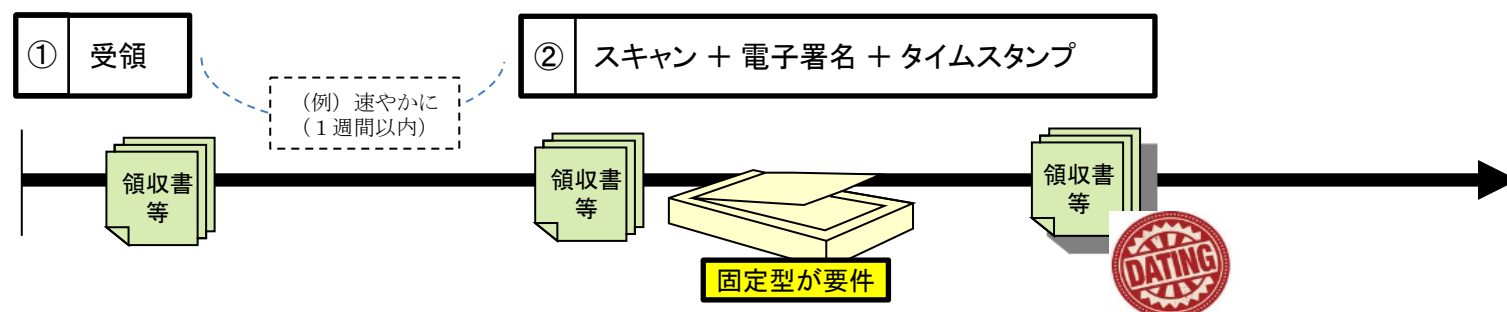 ① 受領
② スキャン ＋ 電子署名 ＋ タイムスタンプ
（例）速やかに
（１週間以内）
領収書
等
領収書
等
領収書
等
固定型が要件
DATING